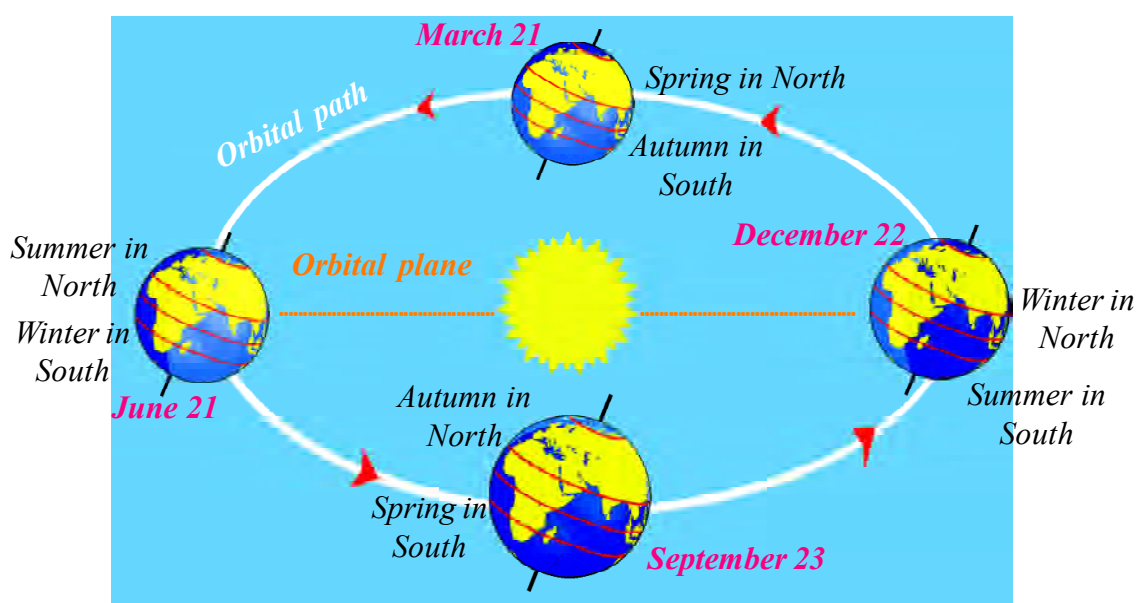 March 21
Spring in North
Orbital path
Autumn in
South
December 22
Summer in
North
Orbital plane
Winter in
South
Winter in
North
June 21
Autumn in
North
Summer in
South
Spring in
South
September 23